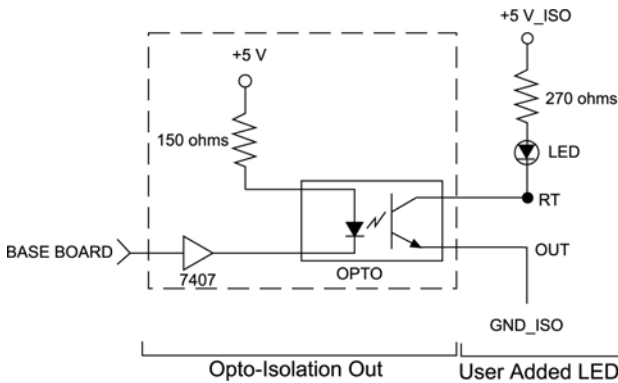 +5 V_ISO
+5 V
270 ohms
150 ohms
LED
RT
BASE BOARD
7407
OPTO
OUT
GND_ISO
Opto-Isolation Out
User Added LED